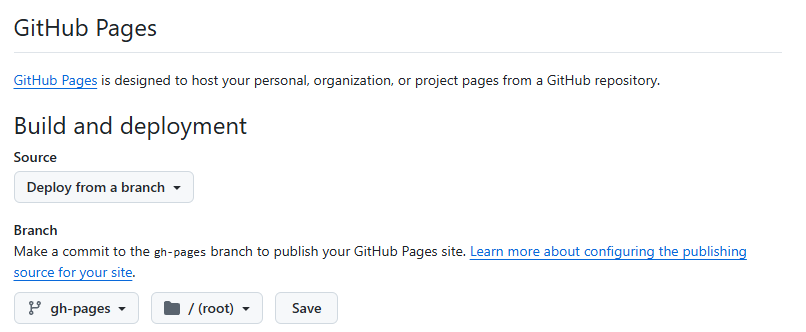 GitHub Pages
GitHub Pages is designed to host your personal, organization, or project pages from a GitHub repository.
Build and deployment
Source
Deploy from a branch
Branch
Make a commit to the gh-pages branch to publish your GitHub Pages site. Learn more about configuring the publishing
source for your site.
gh-pages / (root) Save